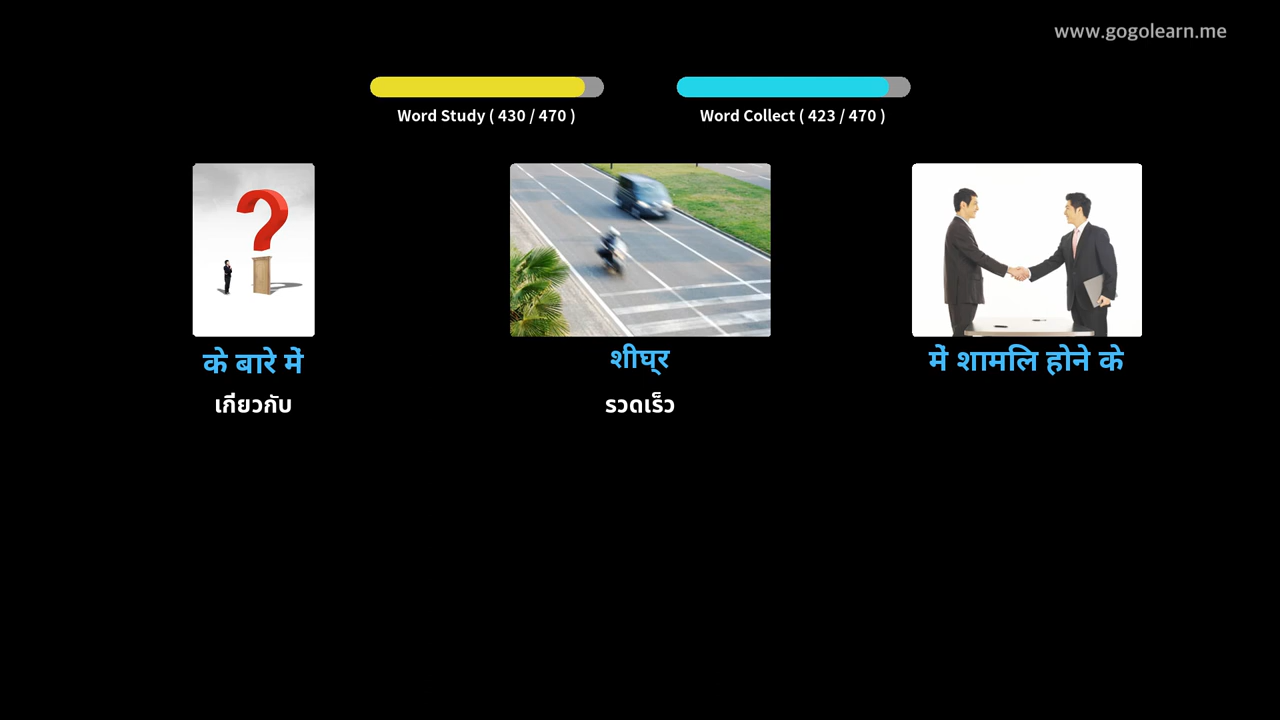 www.gogolearn.me
Word Study ( 430 / 470 )
Word Collect ( 423 / 470 )
के बारे में
शीघ्र
में शामलि होने के
เกี่ยวกับ
รวดเร็ว